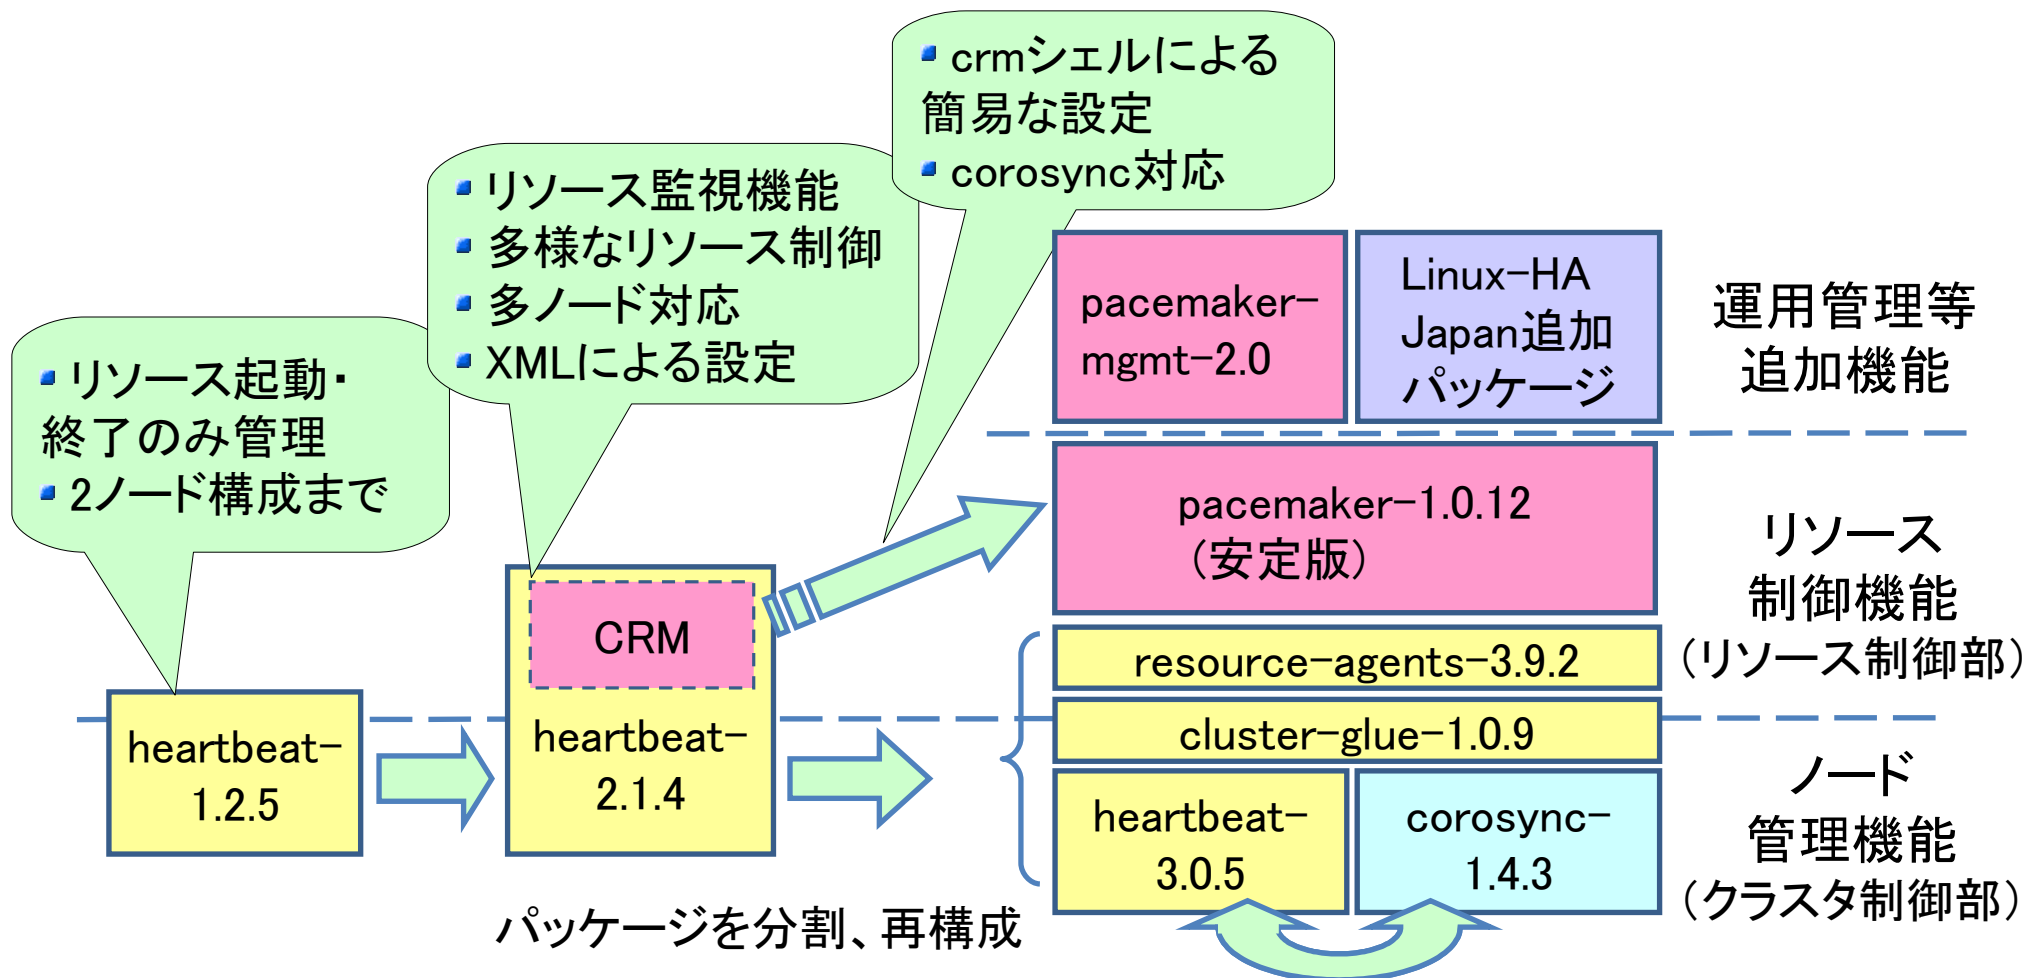 crmシェルによる
簡易な設定
corosync対応
リソース監視機能
多様なリソース制御
多ノード対応
XMLによる設定
リソース起動・
終了のみ管理
2ノード構成まで
pacemaker-
mgmt-2.0
Linux-HA
Japan追加
パッケージ
運用管理等
追加機能
pacemaker-1.0.12
（安定版）
リソース
制御機能
（リソース制御部）
CRM
resource-agents-3.9.2
heartbeat-
1.2.5
heartbeat-
2.1.4
cluster-glue-1.0.9
heartbeat-
3.0.5
corosync-
1.4.3
ノード
管理機能
（クラスタ制御部）
パッケージを分割、再構成